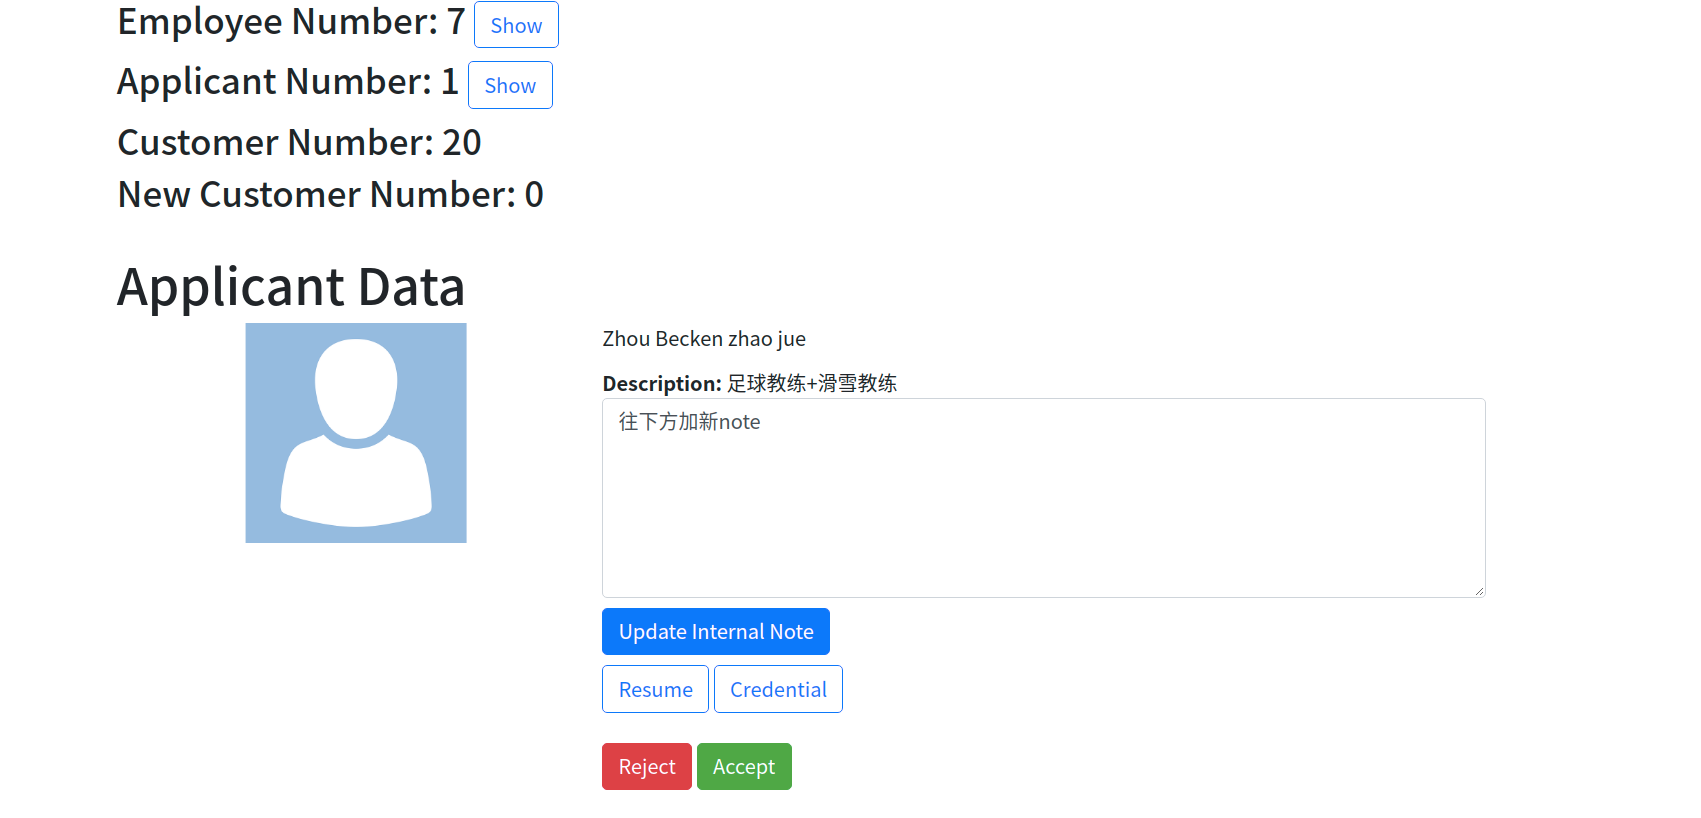 Employee Number: 7 Show
Applicant Number: 1 Show
Customer Number: 20
New Customer Number: 0
Applicant Data
Zhou Becken zhao jue
Description: 足球教练+滑雪教练
往下方加新note
Update Internal Note
Resume Credential
Reject Accept